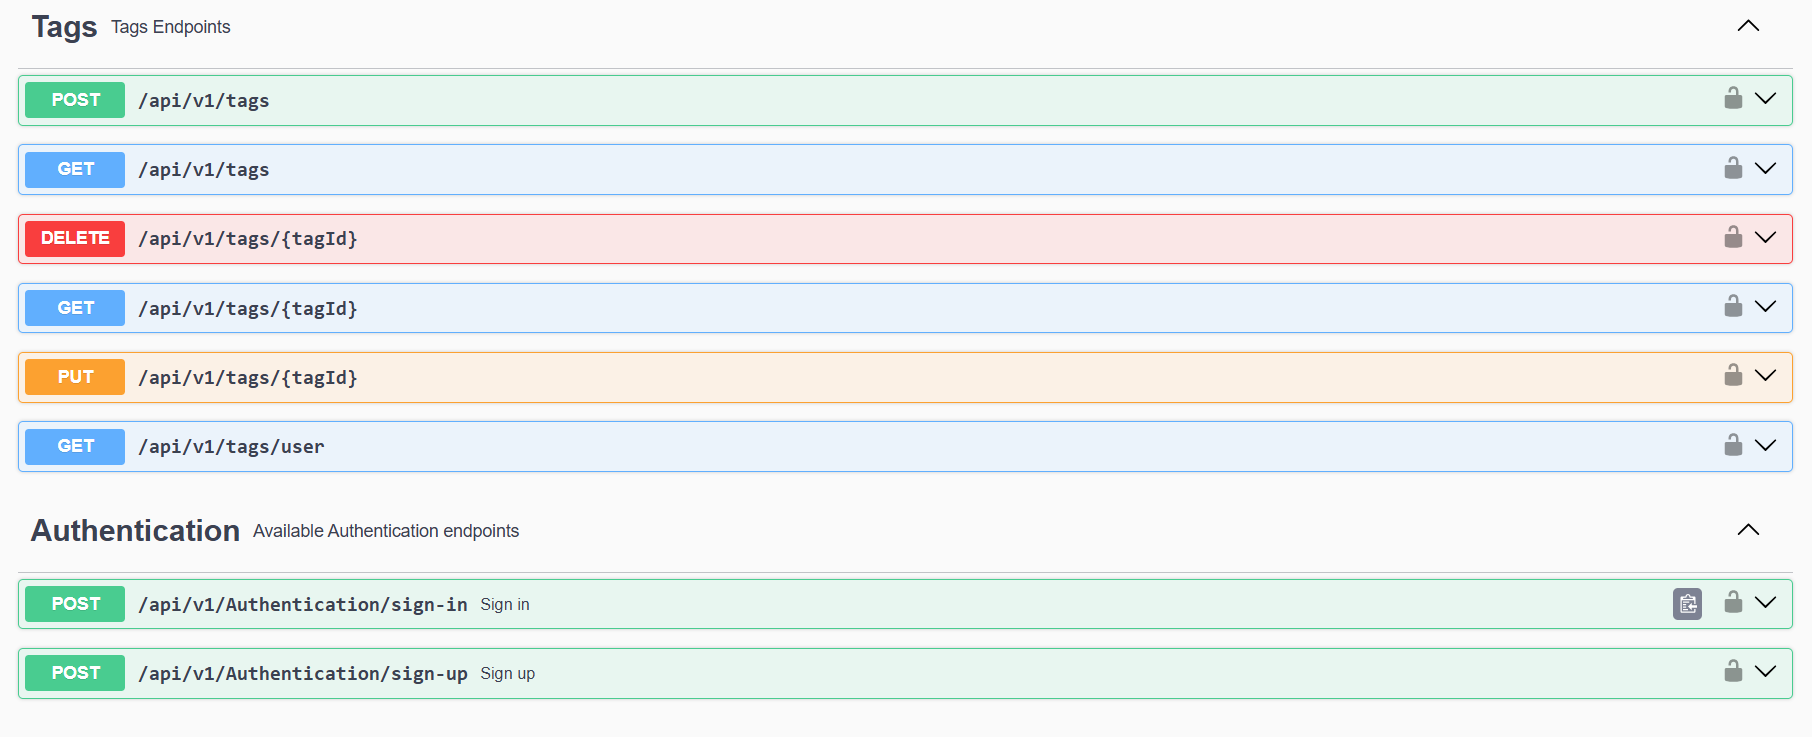 Tags Tags Endpoints
POST /api/v1/tags
GET /api/v1/tags
DELETE /api/v1/tags/{tagId}
GET /api/v1/tags/{tagId}
PUT /api/v1/tags/{tagId}
GET /api/v1/tags/user
Authentication Available Authentication endpoints
POST /api/v1/Authentication/sign-in Sign in
POST /api/v1/Authentication/sign-up Sign up